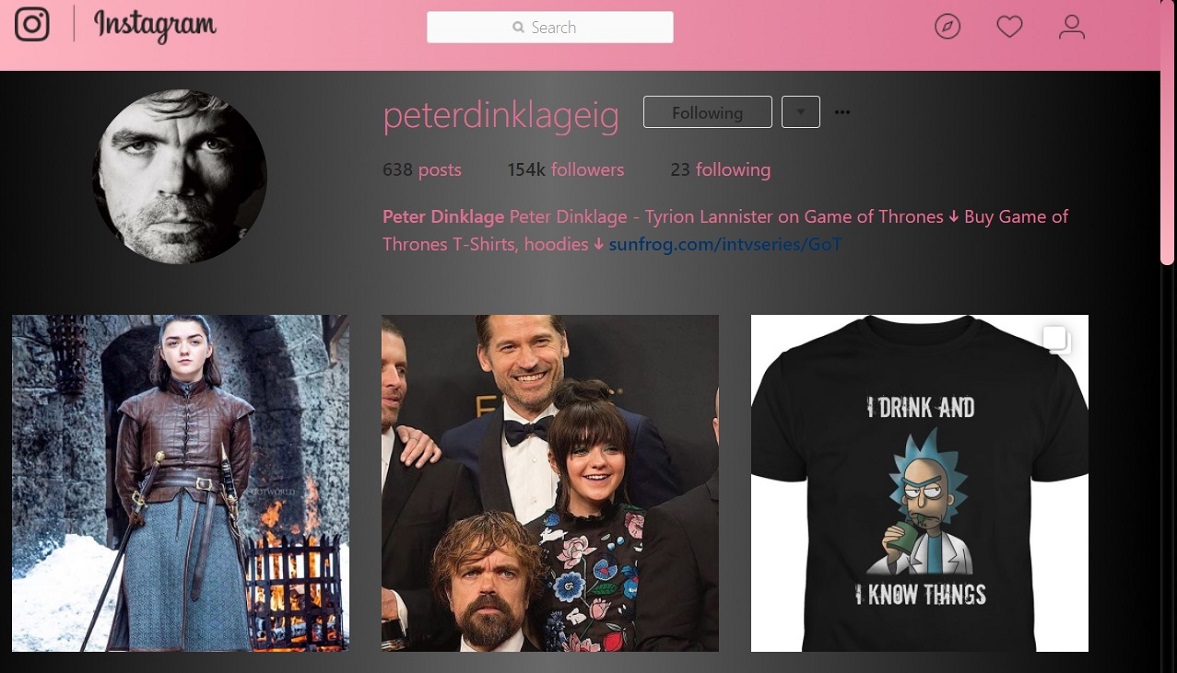 Instagram
Search
peterdinklageig
Following
638 posts 154k followers 23 following
Peter Dinklage Peter Dinklage - Tyrion Lannister on Game of Thrones ↓ Buy Game of
Thrones T-Shirts, hoodies ↓ sunfrog.com/intvseries/GoT
I DRINK AND
I KNOW THINGS